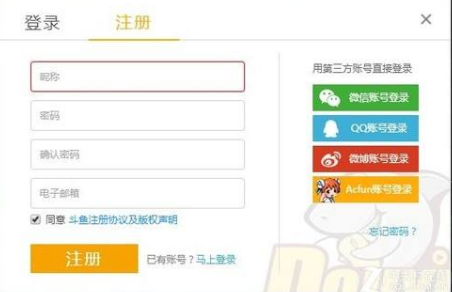 登录 注册 ×
用第三方账号直接登录
昵称
微信账号登录
密码
QQ账号登录
确认密码
微博账号登录
电子邮箱
Acfun账号登录
同意 斗鱼注册协议及版权声明
忘记密码？
注册 已有账号？马上登录